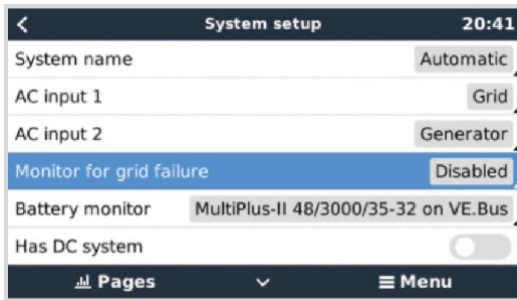 System setup 20:41
System name Automatic
AC input 1 Grid
AC input 2 Generator
Monitor for grid failure Disabled
Battery monitor MultiPlus-II 48/3000/35-32 on VE.Bus
Has DC system
Pages Menu